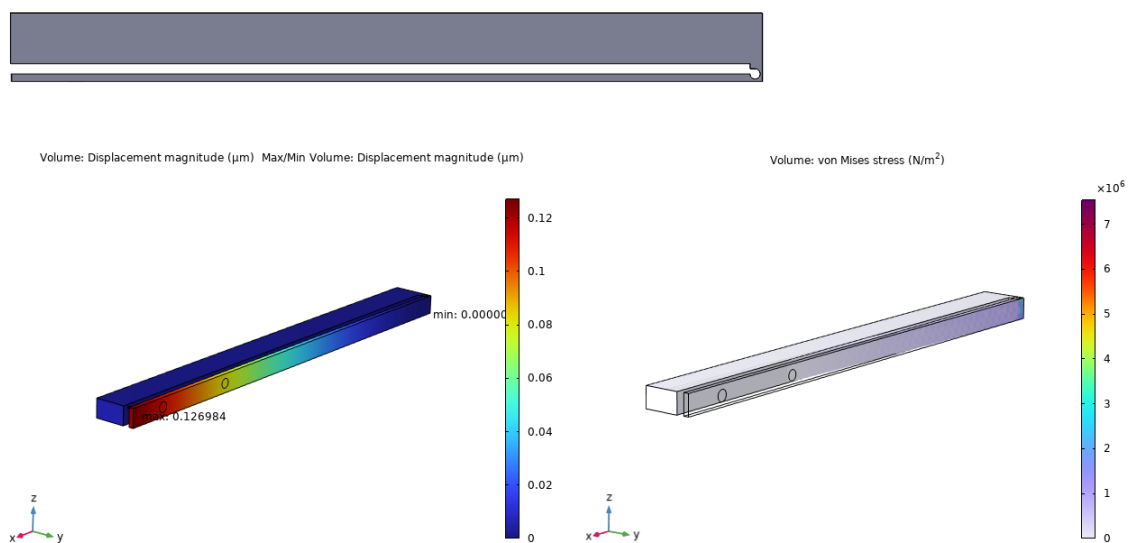 Volume: Displacement magnitude (µm)  Max/Min Volume: Displacement magnitude (µm)
0.12
0.1
0.08
0.06
0.04
0.02
0
min: 0.00000
max: 0.126984
z
x
y
Volume: von Mises stress (N/m²)
×10⁶
7
6
5
4
3
2
1
0
z
x
y